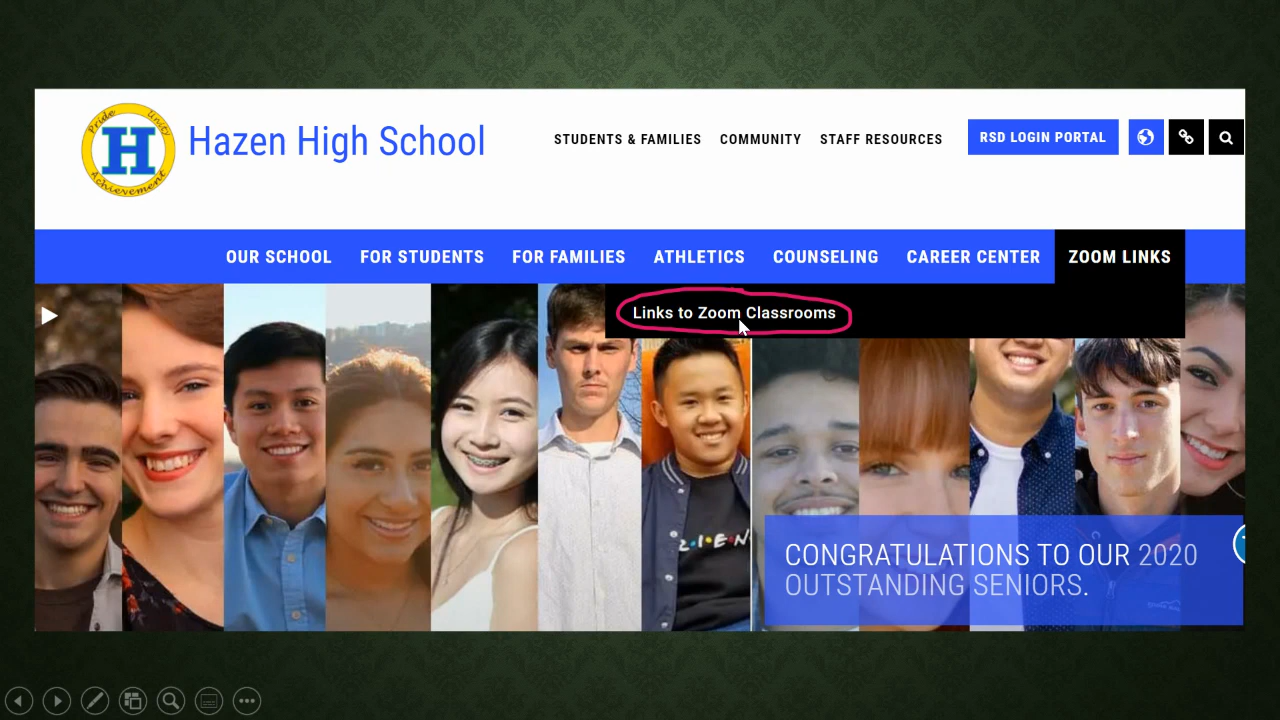 Pride Unity
H
Achievement
Hazen High School
STUDENTS & FAMILIES COMMUNITY STAFF RESOURCES RSD LOGIN PORTAL
OUR SCHOOL FOR STUDENTS FOR FAMILIES ATHLETICS COUNSELING CAREER CENTER ZOOM LINKS
Links to Zoom Classrooms
CONGRATULATIONS TO OUR 2020
OUTSTANDING SENIORS.